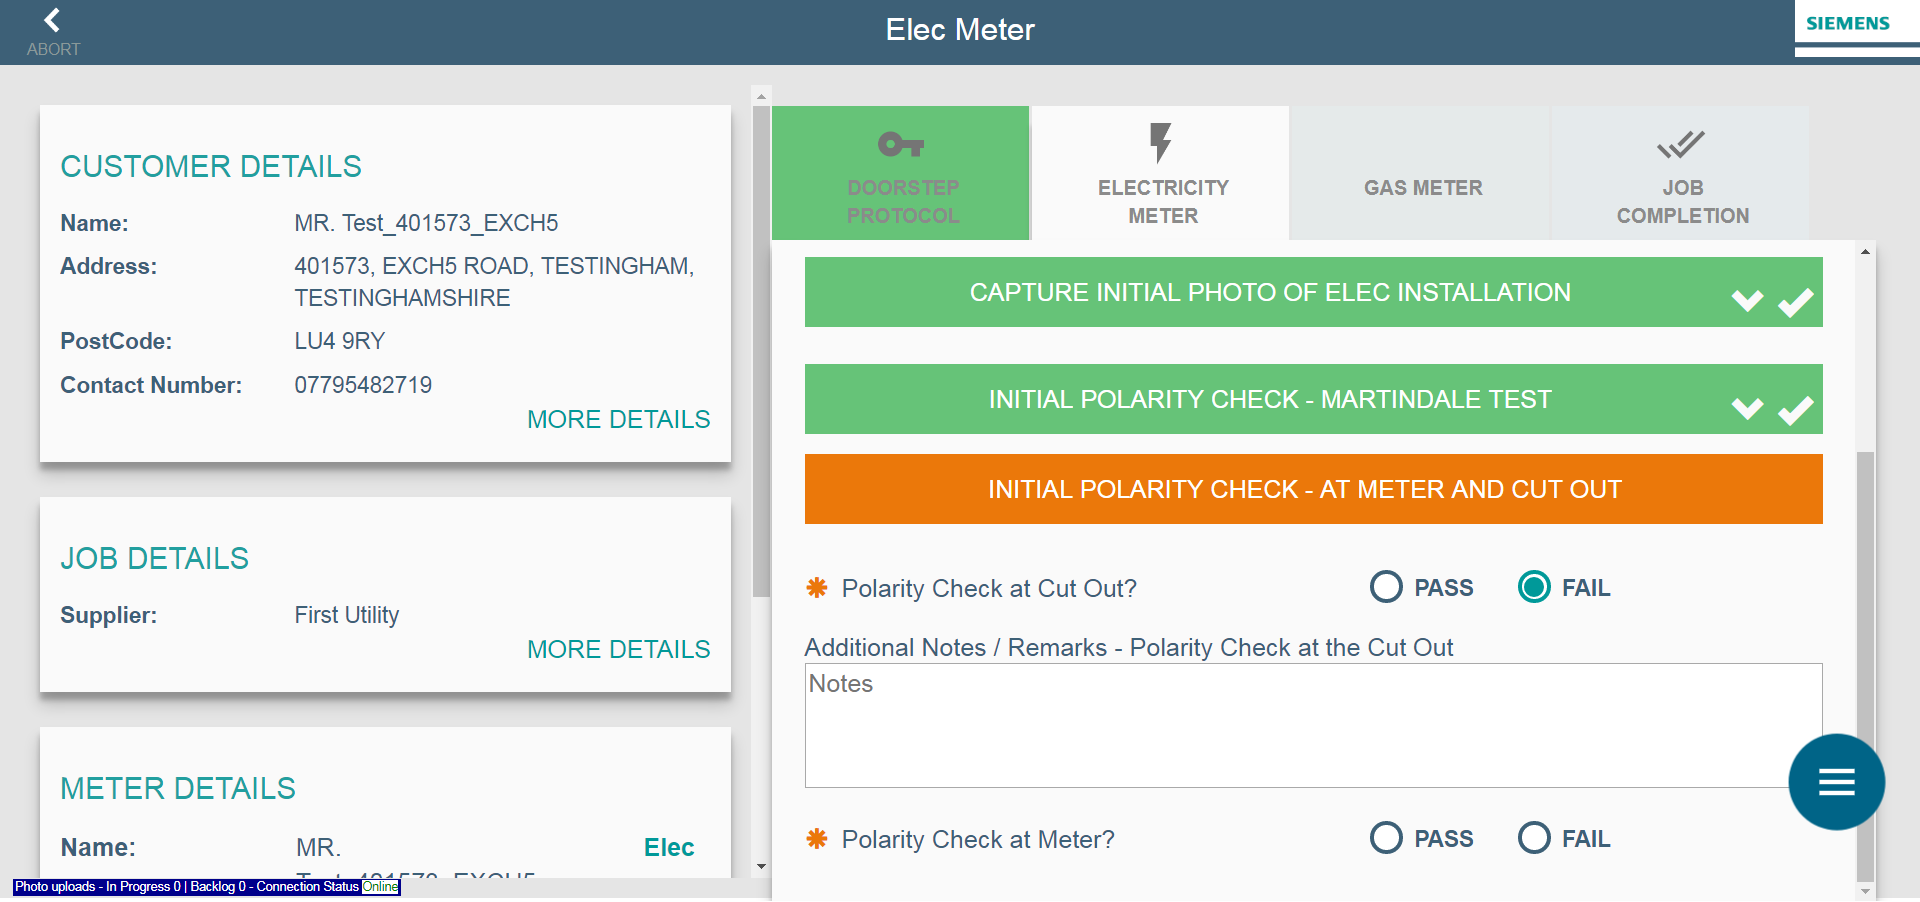 ABORT
Elec Meter
SIEMENS
CUSTOMER DETAILS
Name: MR. Test_401573_EXCH5
Address: 401573, EXCH5 ROAD, TESTINGHAM,
TESTINGHAMSHIRE
PostCode: LU4 9RY
Contact Number: 07795482719
MORE DETAILS
JOB DETAILS
Supplier: First Utility
MORE DETAILS
METER DETAILS
Name: MR. Elec
Test_401573_EXCH5
Photo uploads - In Progress 0 | Backlog 0 - Connection Status Online
DOORSTEP
PROTOCOL
ELECTRICITY
METER
GAS METER
JOB
COMPLETION
CAPTURE INITIAL PHOTO OF ELEC INSTALLATION
INITIAL POLARITY CHECK - MARTINDALE TEST
INITIAL POLARITY CHECK - AT METER AND CUT OUT
✱ Polarity Check at Cut Out? PASS FAIL
Additional Notes / Remarks - Polarity Check at the Cut Out
Notes
✱ Polarity Check at Meter? PASS FAIL